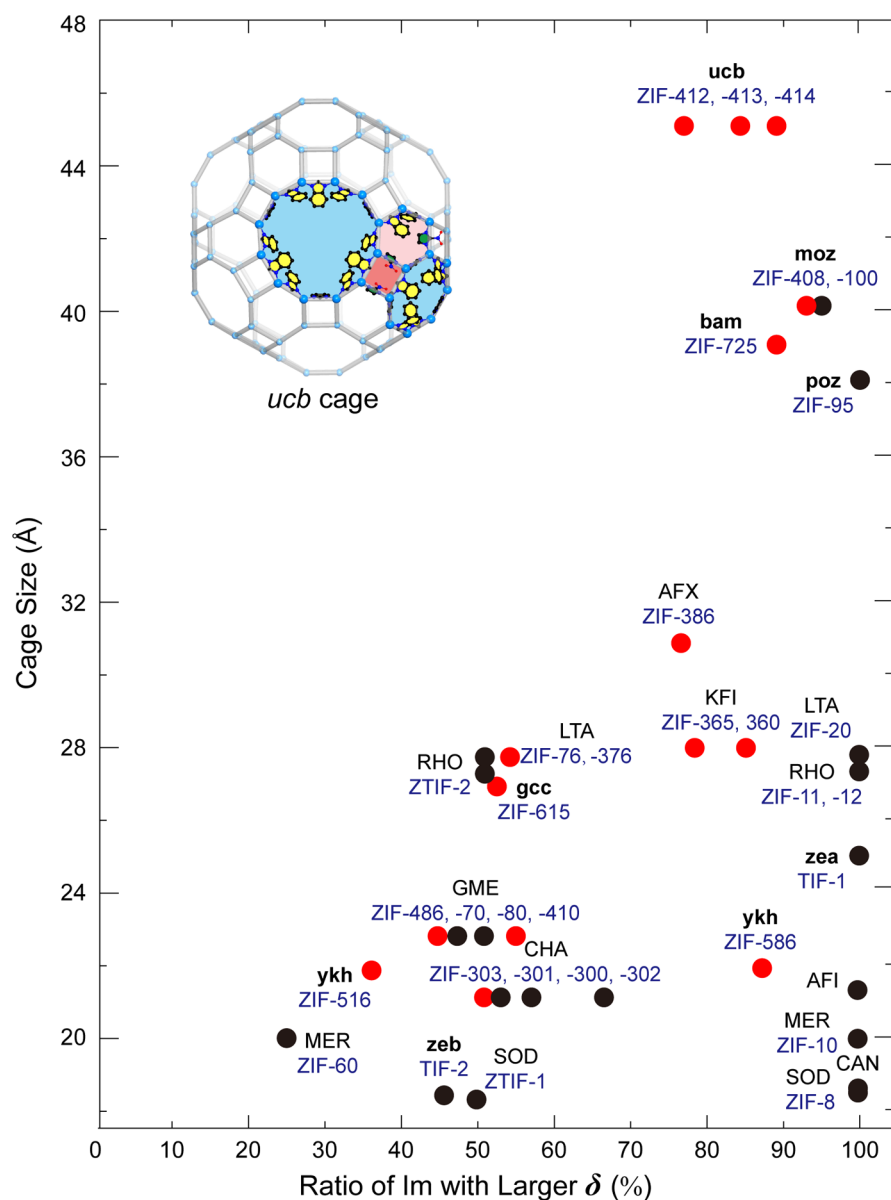 48
ucb
ZIF-412, -413, -414
44
moz
ZIF-408, -100
40
bam
ZIF-725
poz
ZIF-95
ucb cage
36
Cage Size (Å)
32
AFX
ZIF-386
KFI
ZIF-365, 360
LTA
ZIF-20
28
LTA
ZIF-76, -376
RHO
ZTIF-2
gcc
ZIF-615
RHO
ZIF-11, -12
zea
TIF-1
24
GME
ZIF-486, -70, -80, -410
ykh
ZIF-586
CHA
ZIF-303, -301, -300, -302
ykh
ZIF-516
AFI
20
MER
ZIF-60
zeb
TIF-2
SOD
ZTIF-1
MER
ZIF-10
CAN
SOD
ZIF-8
0 10 20 30 40 50 60 70 80 90 100
Ratio of Im with Larger δ (%)